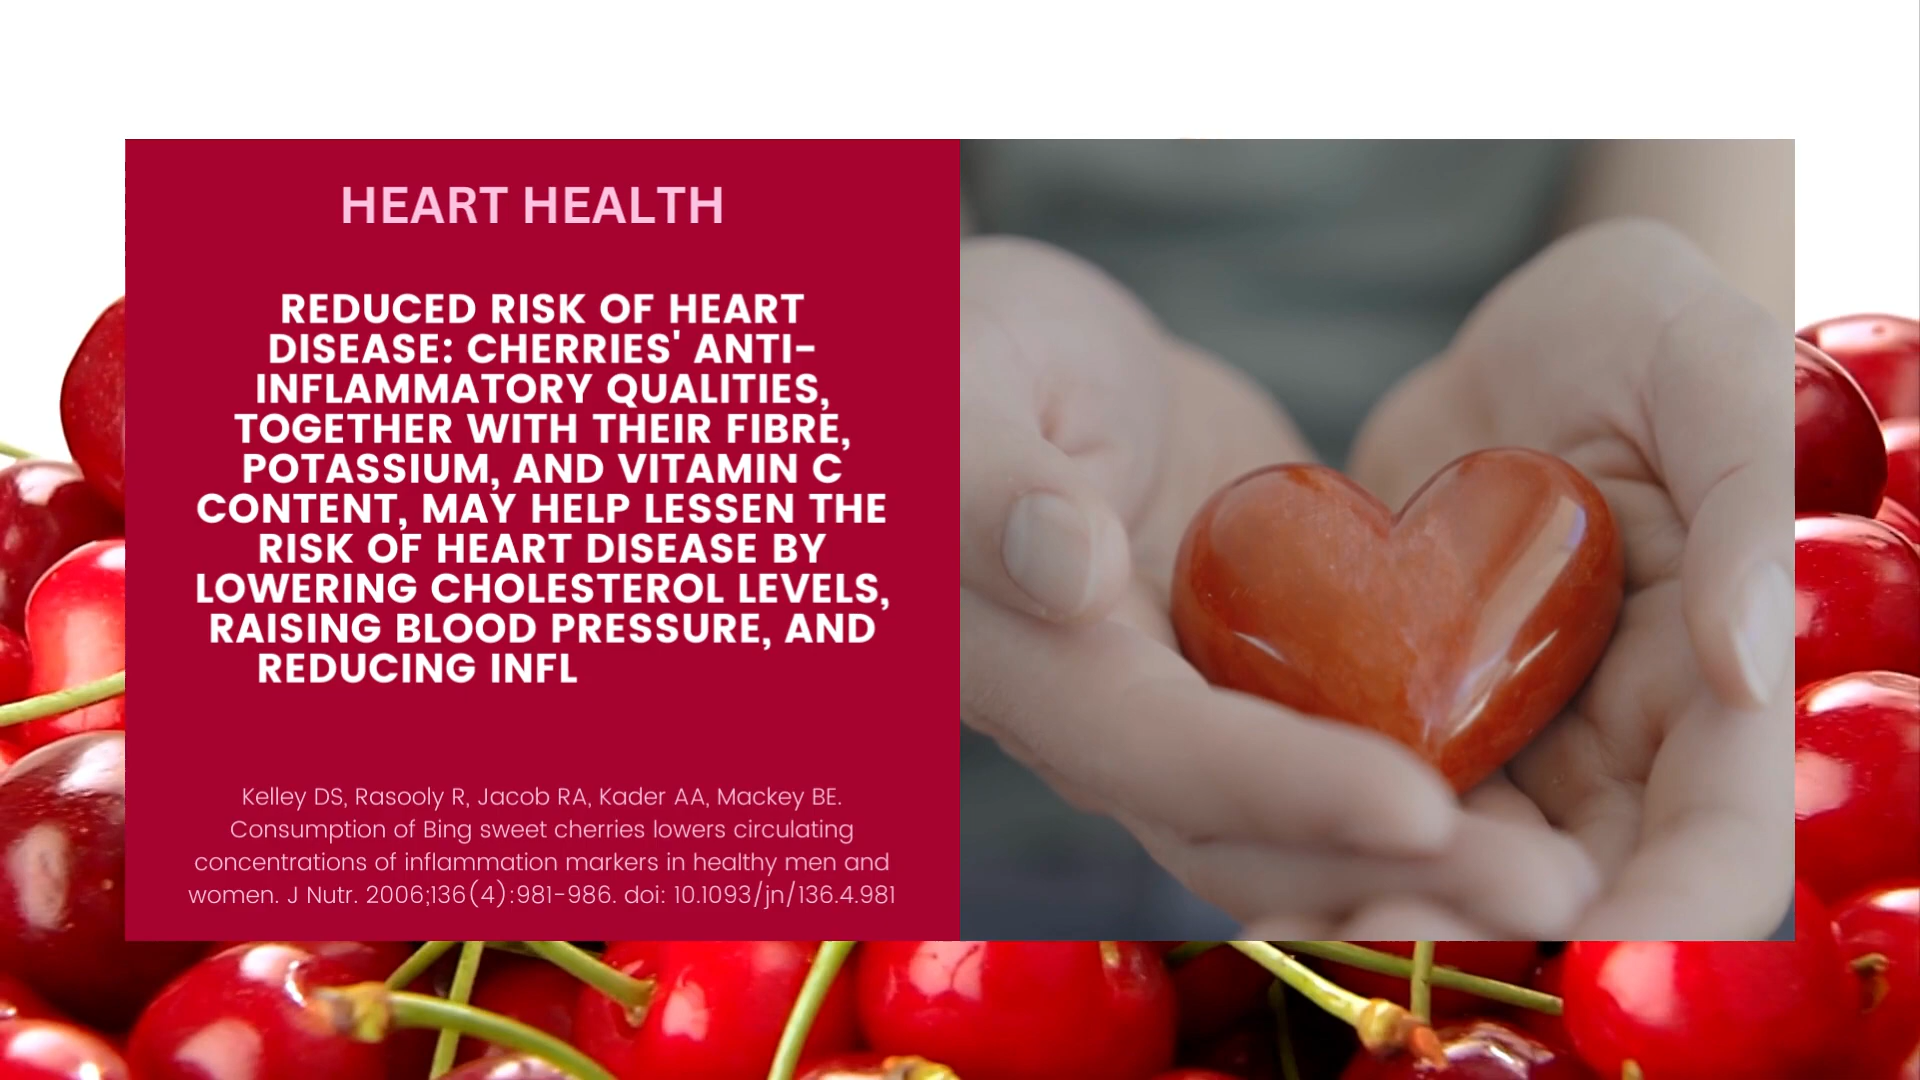 HEART HEALTH
REDUCED RISK OF HEART
DISEASE: CHERRIES' ANTI-
INFLAMMATORY QUALITIES,
TOGETHER WITH THEIR FIBRE,
POTASSIUM, AND VITAMIN C
CONTENT, MAY HELP LESSEN THE
RISK OF HEART DISEASE BY
LOWERING CHOLESTEROL LEVELS,
RAISING BLOOD PRESSURE, AND
REDUCING INFL
Kelley DS, Rasooly R, Jacob RA, Kader AA, Mackey BE.
Consumption of Bing sweet cherries lowers circulating
concentrations of inflammation markers in healthy men and
women. J Nutr. 2006;136(4):981-986. doi: 10.1093/jn/136.4.981